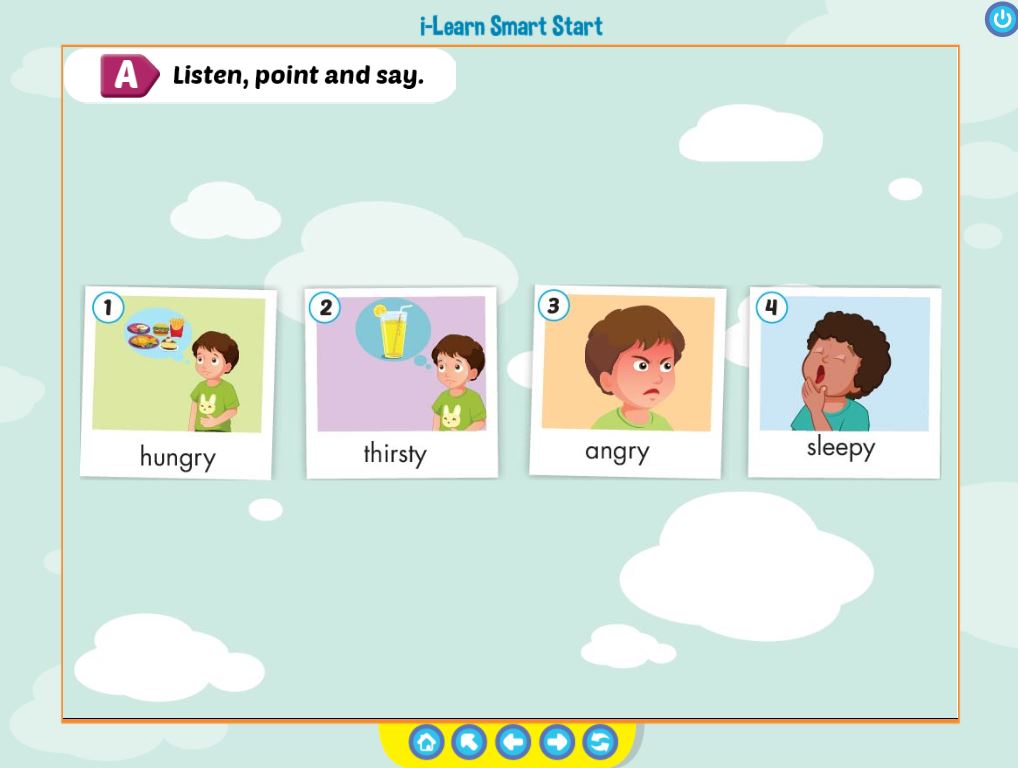 i-Learn Smart Start
A Listen, point and say.
1
hungry
2
thirsty
3
angry
4
sleepy